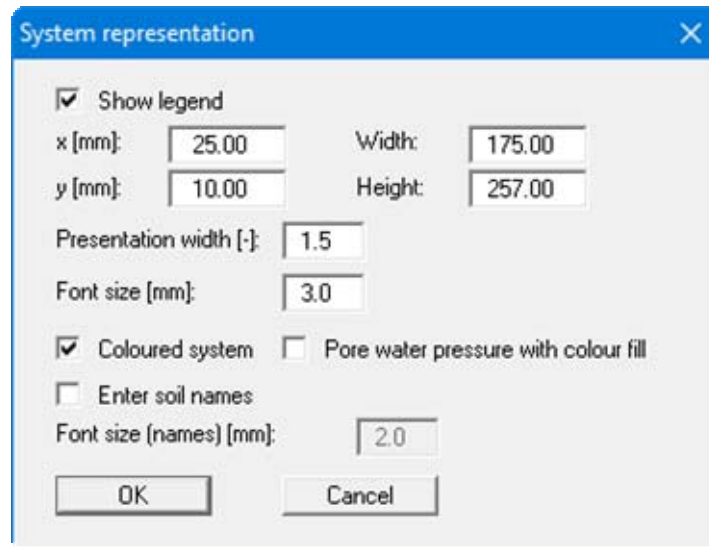 System representation
Show legend
x [mm]: 25.00 Width: 175.00
y [mm]: 10.00 Height: 257.00
Presentation width [-]: 1.5
Font size [mm]: 3.0
Coloured system Pore water pressure with colour fill
Enter soil names
Font size (names) [mm]: 2.0
OK Cancel